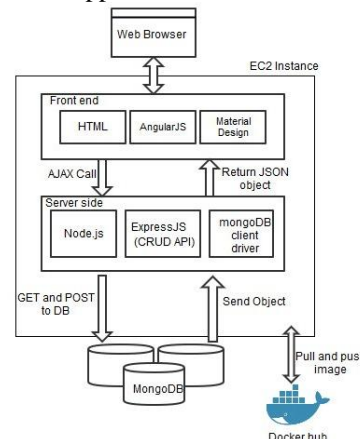 Web Browser
EC2 Instance
Front end
HTML
AngularJS
Material
Design
AJAX Call
Return JSON
object
Server side
Node.js
ExpressJS
(CRUD API)
mongoDB
client
driver
GET and POST
to DB
Send Object
MongoDB
Pull and pus
image
Docker hub